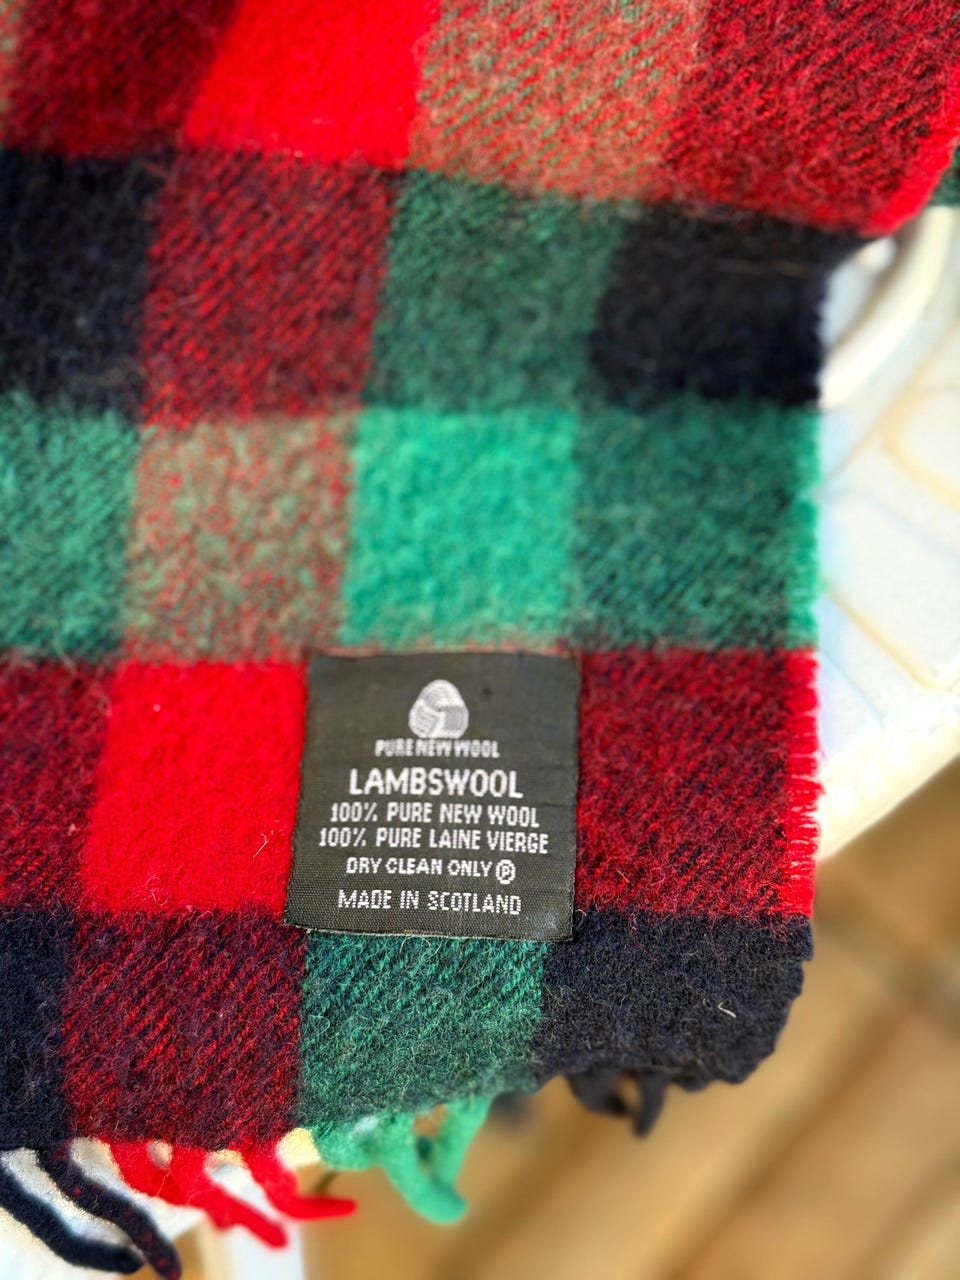 PURE NEW WOOL
LAMBSWOOL
100% PURE NEW WOOL
100% PURE LAINE VIERGE
DRY CLEAN ONLY Ⓟ
MADE IN SCOTLAND